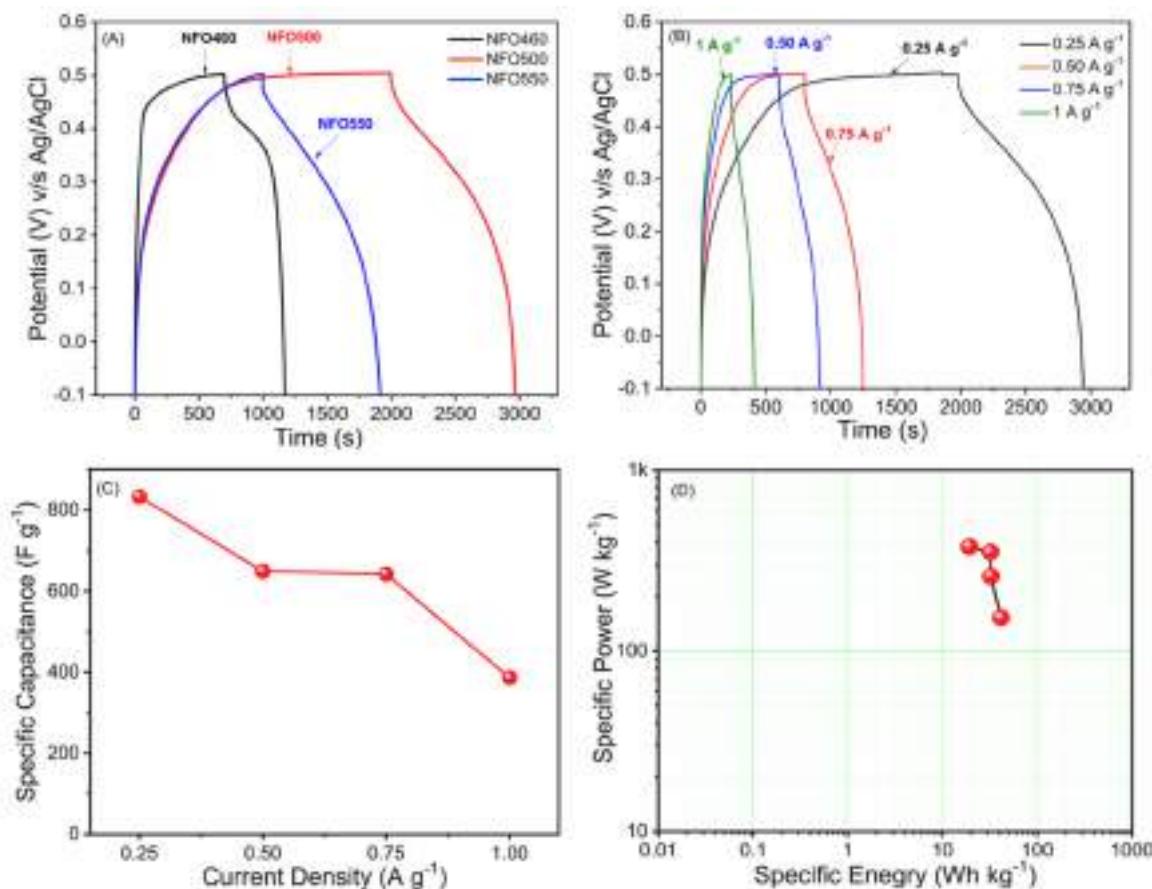 (A)
NFO460
NFO500
NFO460
NFO500
NFO550
NFO550
0.6
0.5
0.4
0.3
0.2
0.1
0.0
-0.1
Potential (V) v/s Ag/AgCl
0 500 1000 1500 2000 2500 3000
Time (s)
(B)
1 A g-1
0.50 A g-1
0.25 A g-1
0.75 A g-1
0.25 A g-1
0.50 A g-1
0.75 A g-1
1 A g-1
0.6
0.5
0.4
0.3
0.2
0.1
0.0
-0.1
Potential (V) v/s Ag/AgCl
0 500 1000 1500 2000 2500 3000
Time (s)
(C)
800
600
400
200
0
Specific Capacitance (F g-1)
0.25 0.50 0.75 1.00
Current Density (A g-1)
(D)
1k
100
10
Specific Power (W kg-1)
0.01 0.1 1 10 100 1000
Specific Enegry (Wh kg-1)